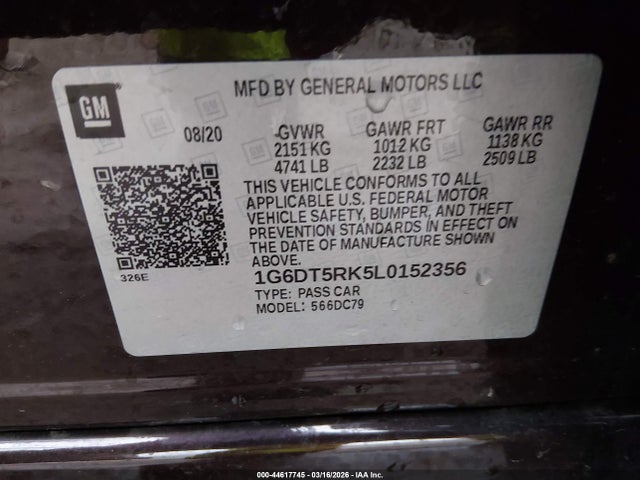 GM
MFD BY GENERAL MOTORS LLC
08/20
GVWR
2151 KG
4741 LB
GAWR FRT
1012 KG
2232 LB
GAWR RR
1138 KG
2509 LB
THIS VEHICLE CONFORMS TO ALL
APPLICABLE U.S. FEDERAL MOTOR
VEHICLE SAFETY, BUMPER, AND THEFT
PREVENTION STANDARDS IN EFFECT ON
THE DATE OF MANUFACTURE SHOWN
ABOVE.
326E
1G6DT5RK5L0152356
TYPE: PASS CAR
MODEL: 566DC79
000-44617745 - 03/16/2026 - IAA Inc.